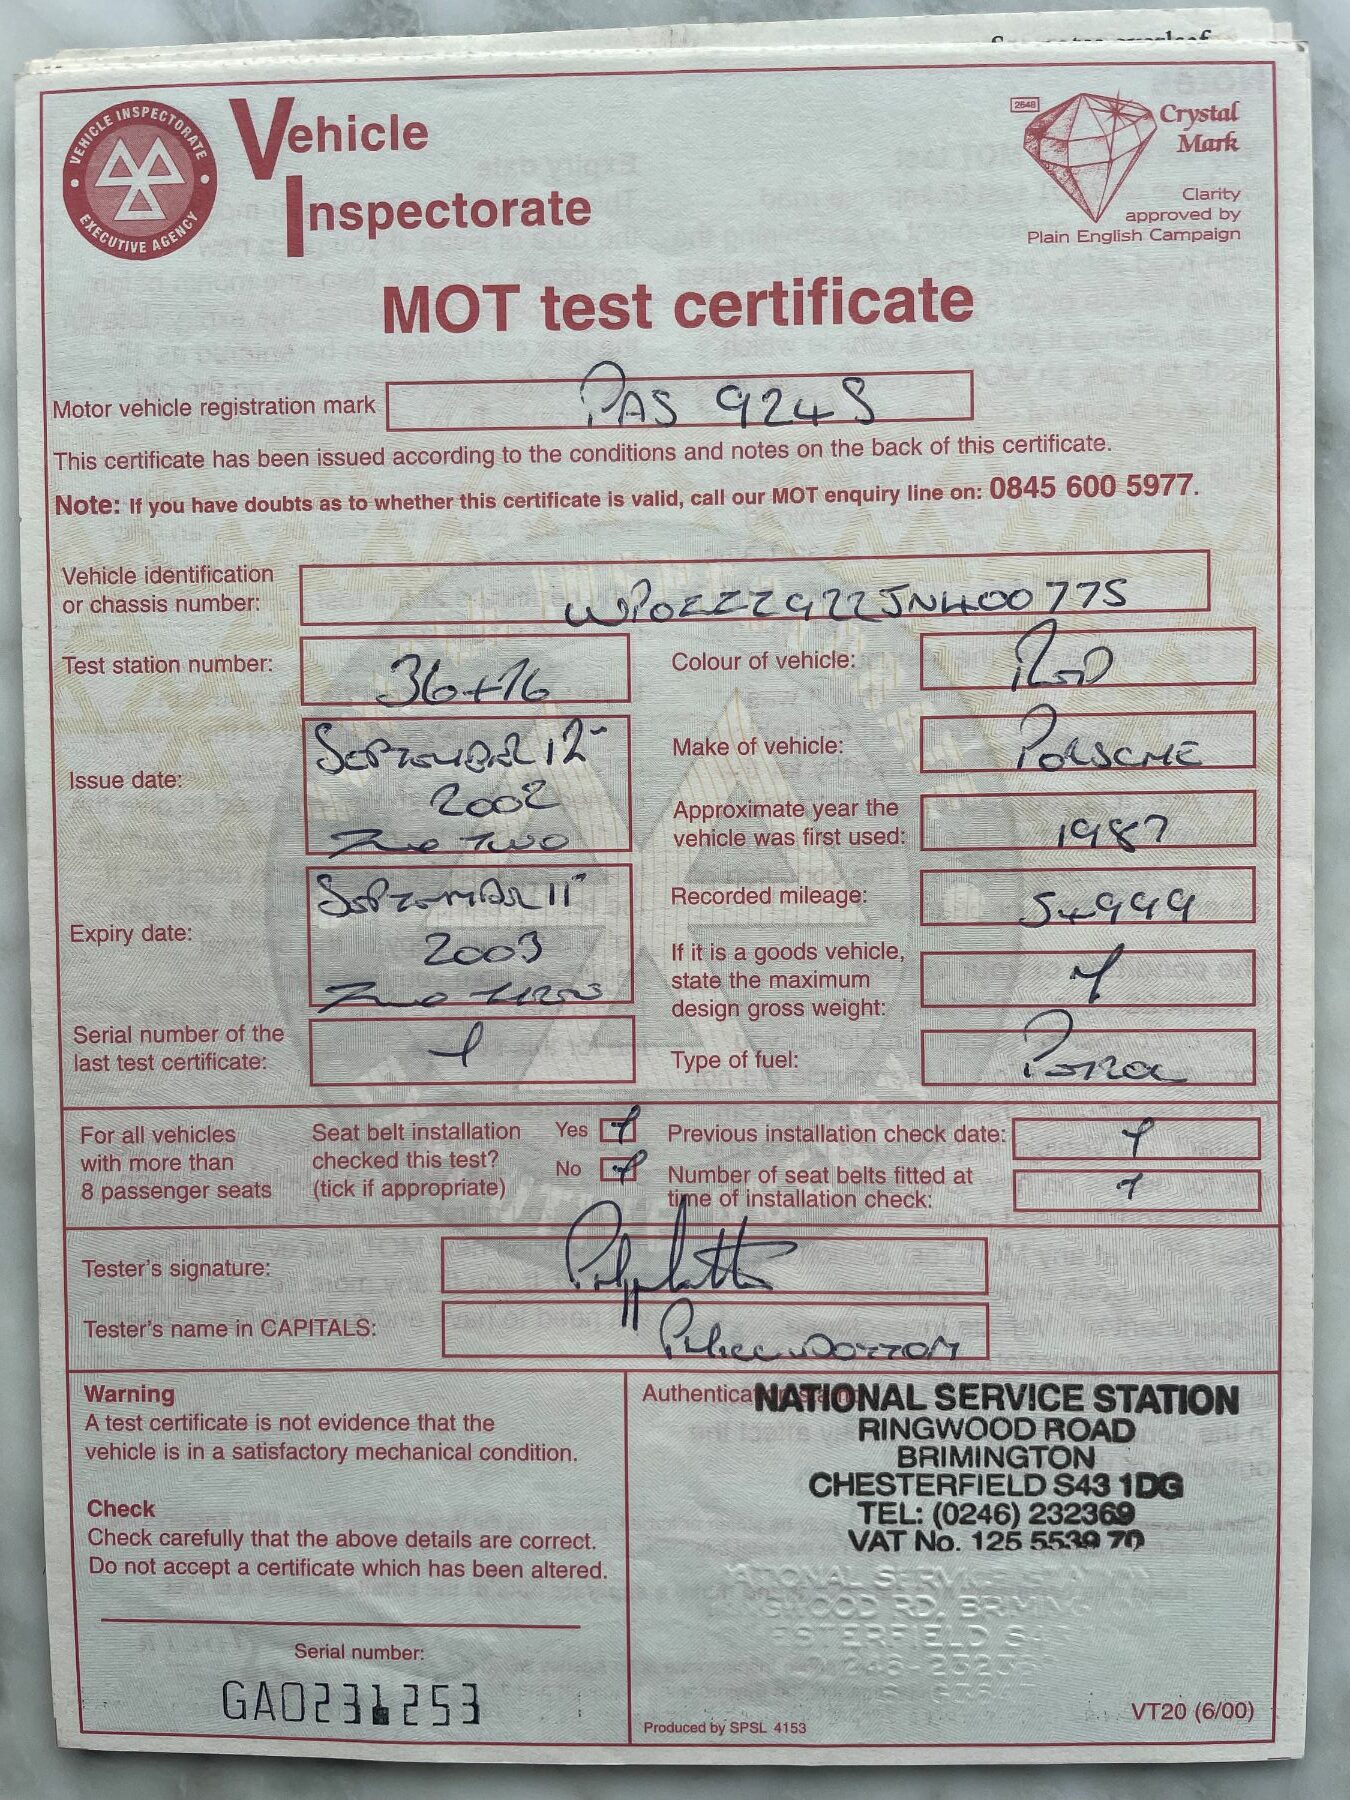 VEHICLE INSPECTORATE
EXECUTIVE AGENCY
Vehicle
Inspectorate
2648
Crystal
Mark
Clarity
approved by
Plain English Campaign
MOT test certificate
Motor vehicle registration mark PAS 924S
This certificate has been issued according to the conditions and notes on the back of this certificate.
Note: If you have doubts as to whether this certificate is valid, call our MOT enquiry line on: 0845 600 5977.
Vehicle identification
or chassis number: WPOZZZ92ZJN400775
Test station number:
Colour of vehicle: Red
Issue date: September 12
2002
Zero Two
Make of vehicle: Porsche
Approximate year the
vehicle was first used: 1987
Expiry date: September 11
2003
Zero Three
Recorded mileage: 54999
If it is a goods vehicle,
state the maximum
design gross weight:
Serial number of the
last test certificate:
Type of fuel: Petrol
For all vehicles
with more than
8 passenger seats
Seat belt installation
checked this test?
(tick if appropriate)
Yes
No
Previous installation check date:
Number of seat belts fitted at
time of installation check:
Tester's signature:
Tester's name in CAPITALS:
Warning
A test certificate is not evidence that the
vehicle is in a satisfactory mechanical condition.
Check
Check carefully that the above details are correct.
Do not accept a certificate which has been altered.
Serial number:
GA0231253
NATIONAL SERVICE STATION
RINGWOOD ROAD
BRIMINGTON
CHESTERFIELD S43 1DG
TEL: (0246) 232369
VAT No. 125 5539 70
Produced by SPSL 4153
VT20 (6/00)